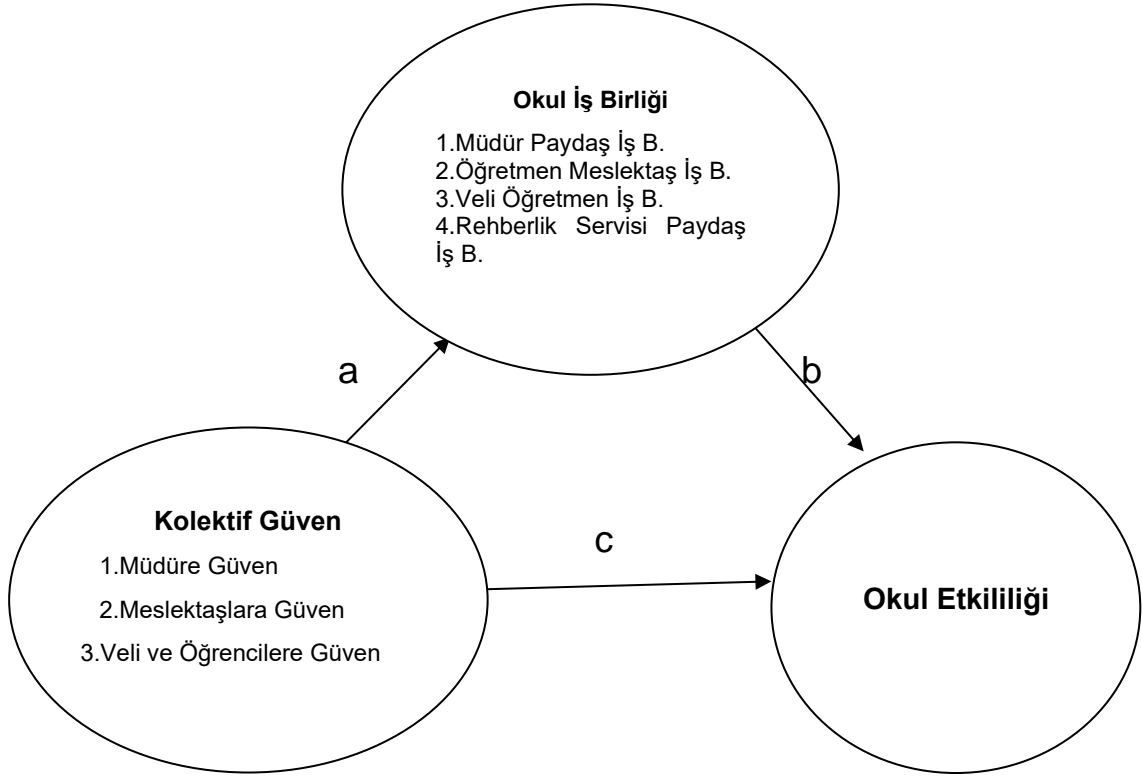 Okul İş Birliği
1.Müdür Paydaş İş B.
2.Öğretmen Meslektaş İş B.
3.Veli Öğretmen İş B.
4.Rehberlik Servisi Paydaş
İş B.
a
b
Kolektif Güven
1.Müdüre Güven
2.Meslektaşlara Güven
3.Veli ve Öğrencilere Güven
c
Okul Etkililiği